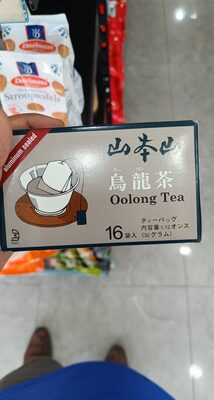 Daelmans
Stroopwafels
aluminum sealed
山本山
烏龍茶
Oolong Tea
ティーバッグ
16袋入
内容量1.12オンス
(32グラム)